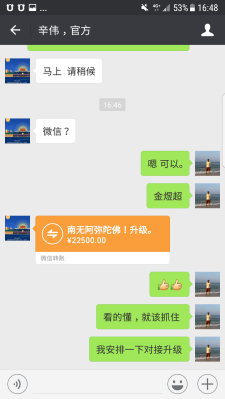 53% 16:48
辛伟，官方
马上 请稍候
16:46
微信？
嗯 可以。
金煜超
南无阿弥陀佛！升级。
¥22500.00
微信转账
看的懂，就该抓住
我安排一下对接升级